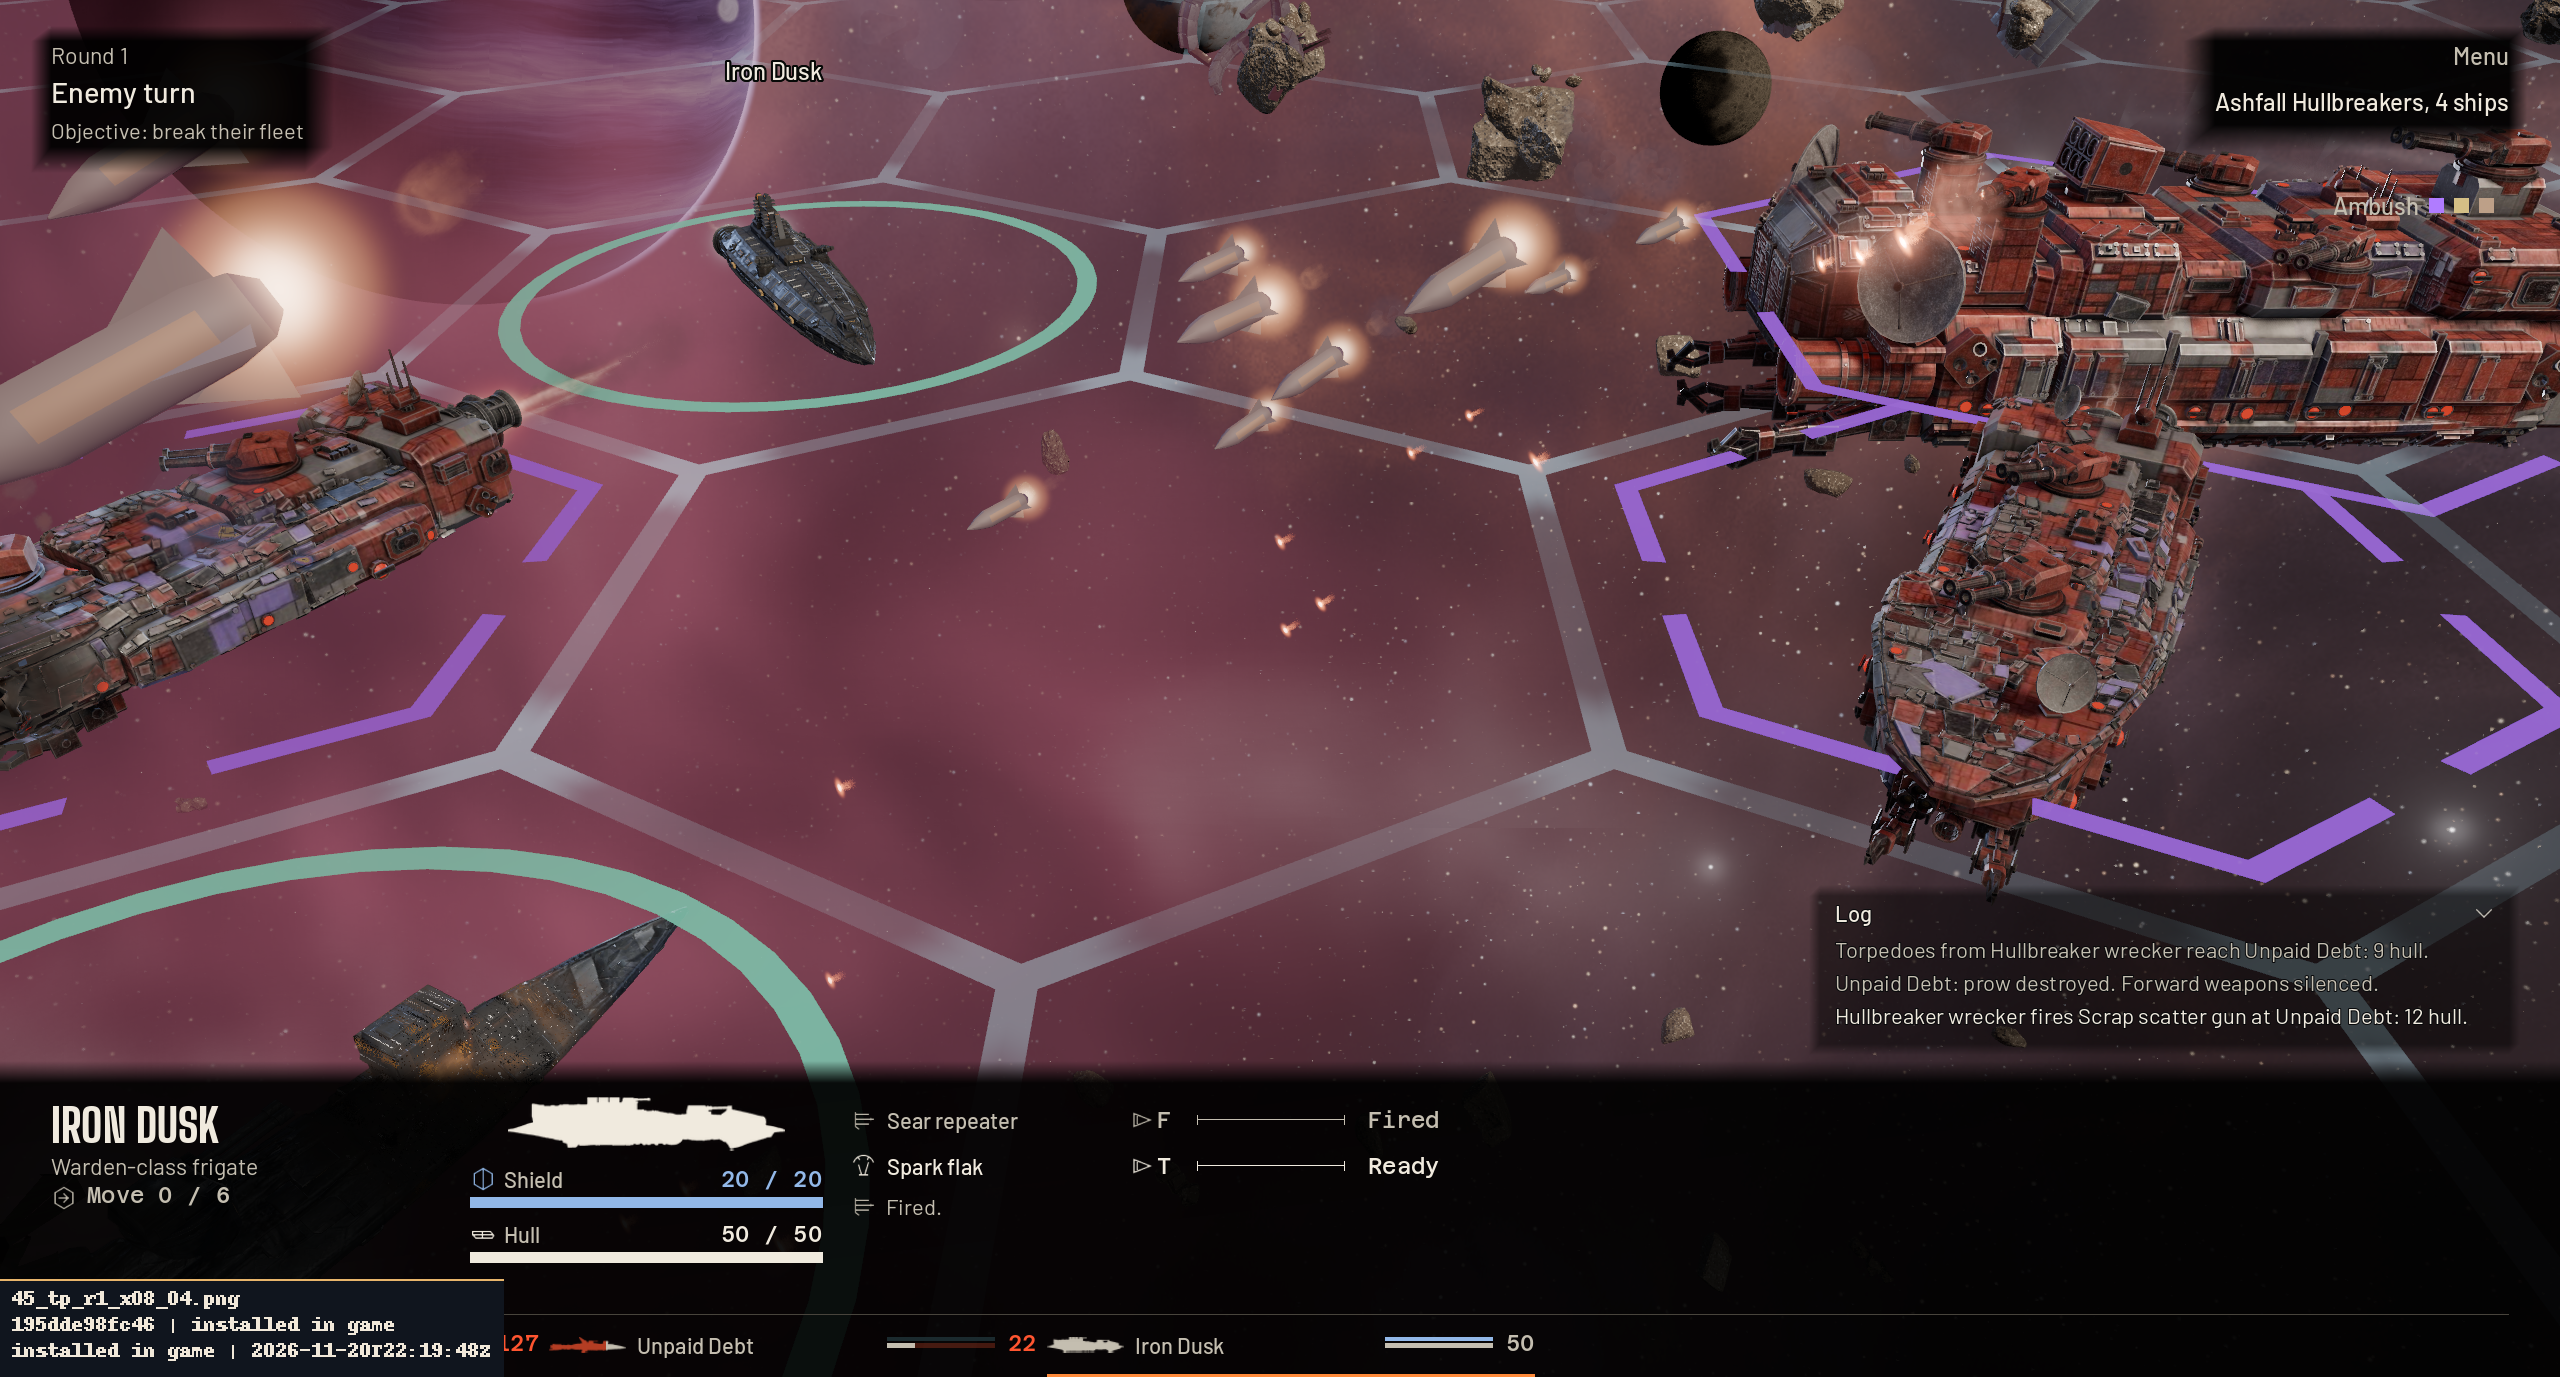 Round 1
Enemy turn
Objective: break their fleet
Iron Dusk
Menu
Ashfall Hullbreakers, 4 ships
Ambush
Log
Torpedoes from Hullbreaker wrecker reach Unpaid Debt: 9 hull.
Unpaid Debt: prow destroyed. Forward weapons silenced.
Hullbreaker wrecker fires Scrap scatter gun at Unpaid Debt: 12 hull.
IRON DUSK
Warden-class frigate
Move 0 / 6
Shield 20 / 20
Hull 50 / 50
Sear repeater F Fired
Spark flak T Ready
Fired.
45_tp_r1_x08_04.png
195dde98fc46 | installed in game
installed in game | 2026-11-20T22:19:48Z
127 Unpaid Debt 22 Iron Dusk 50